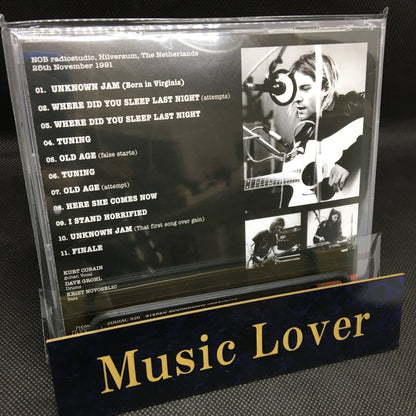 NOB radiostudio, Hilversum, The Netherlands
25th November 1991
01. UNKNOWN JAM (Born in Virginia)
02. WHERE DID YOU SLEEP LAST NIGHT (attempts)
03. WHERE DID YOU SLEEP LAST NIGHT
04. TUNING
05. OLD AGE (false starts)
06. TUNING
07. OLD AGE (attempt)
08. HERE SHE COMES NOW
09. I STAND HORRIFIED
10. UNKNOWN JAM (That first song over gain)
11. FINALE
KURT COBAIN
guitar, Vocal
DAVE GROHL
Drums
KRIST NOVOSELIC
Bass
Music Lover